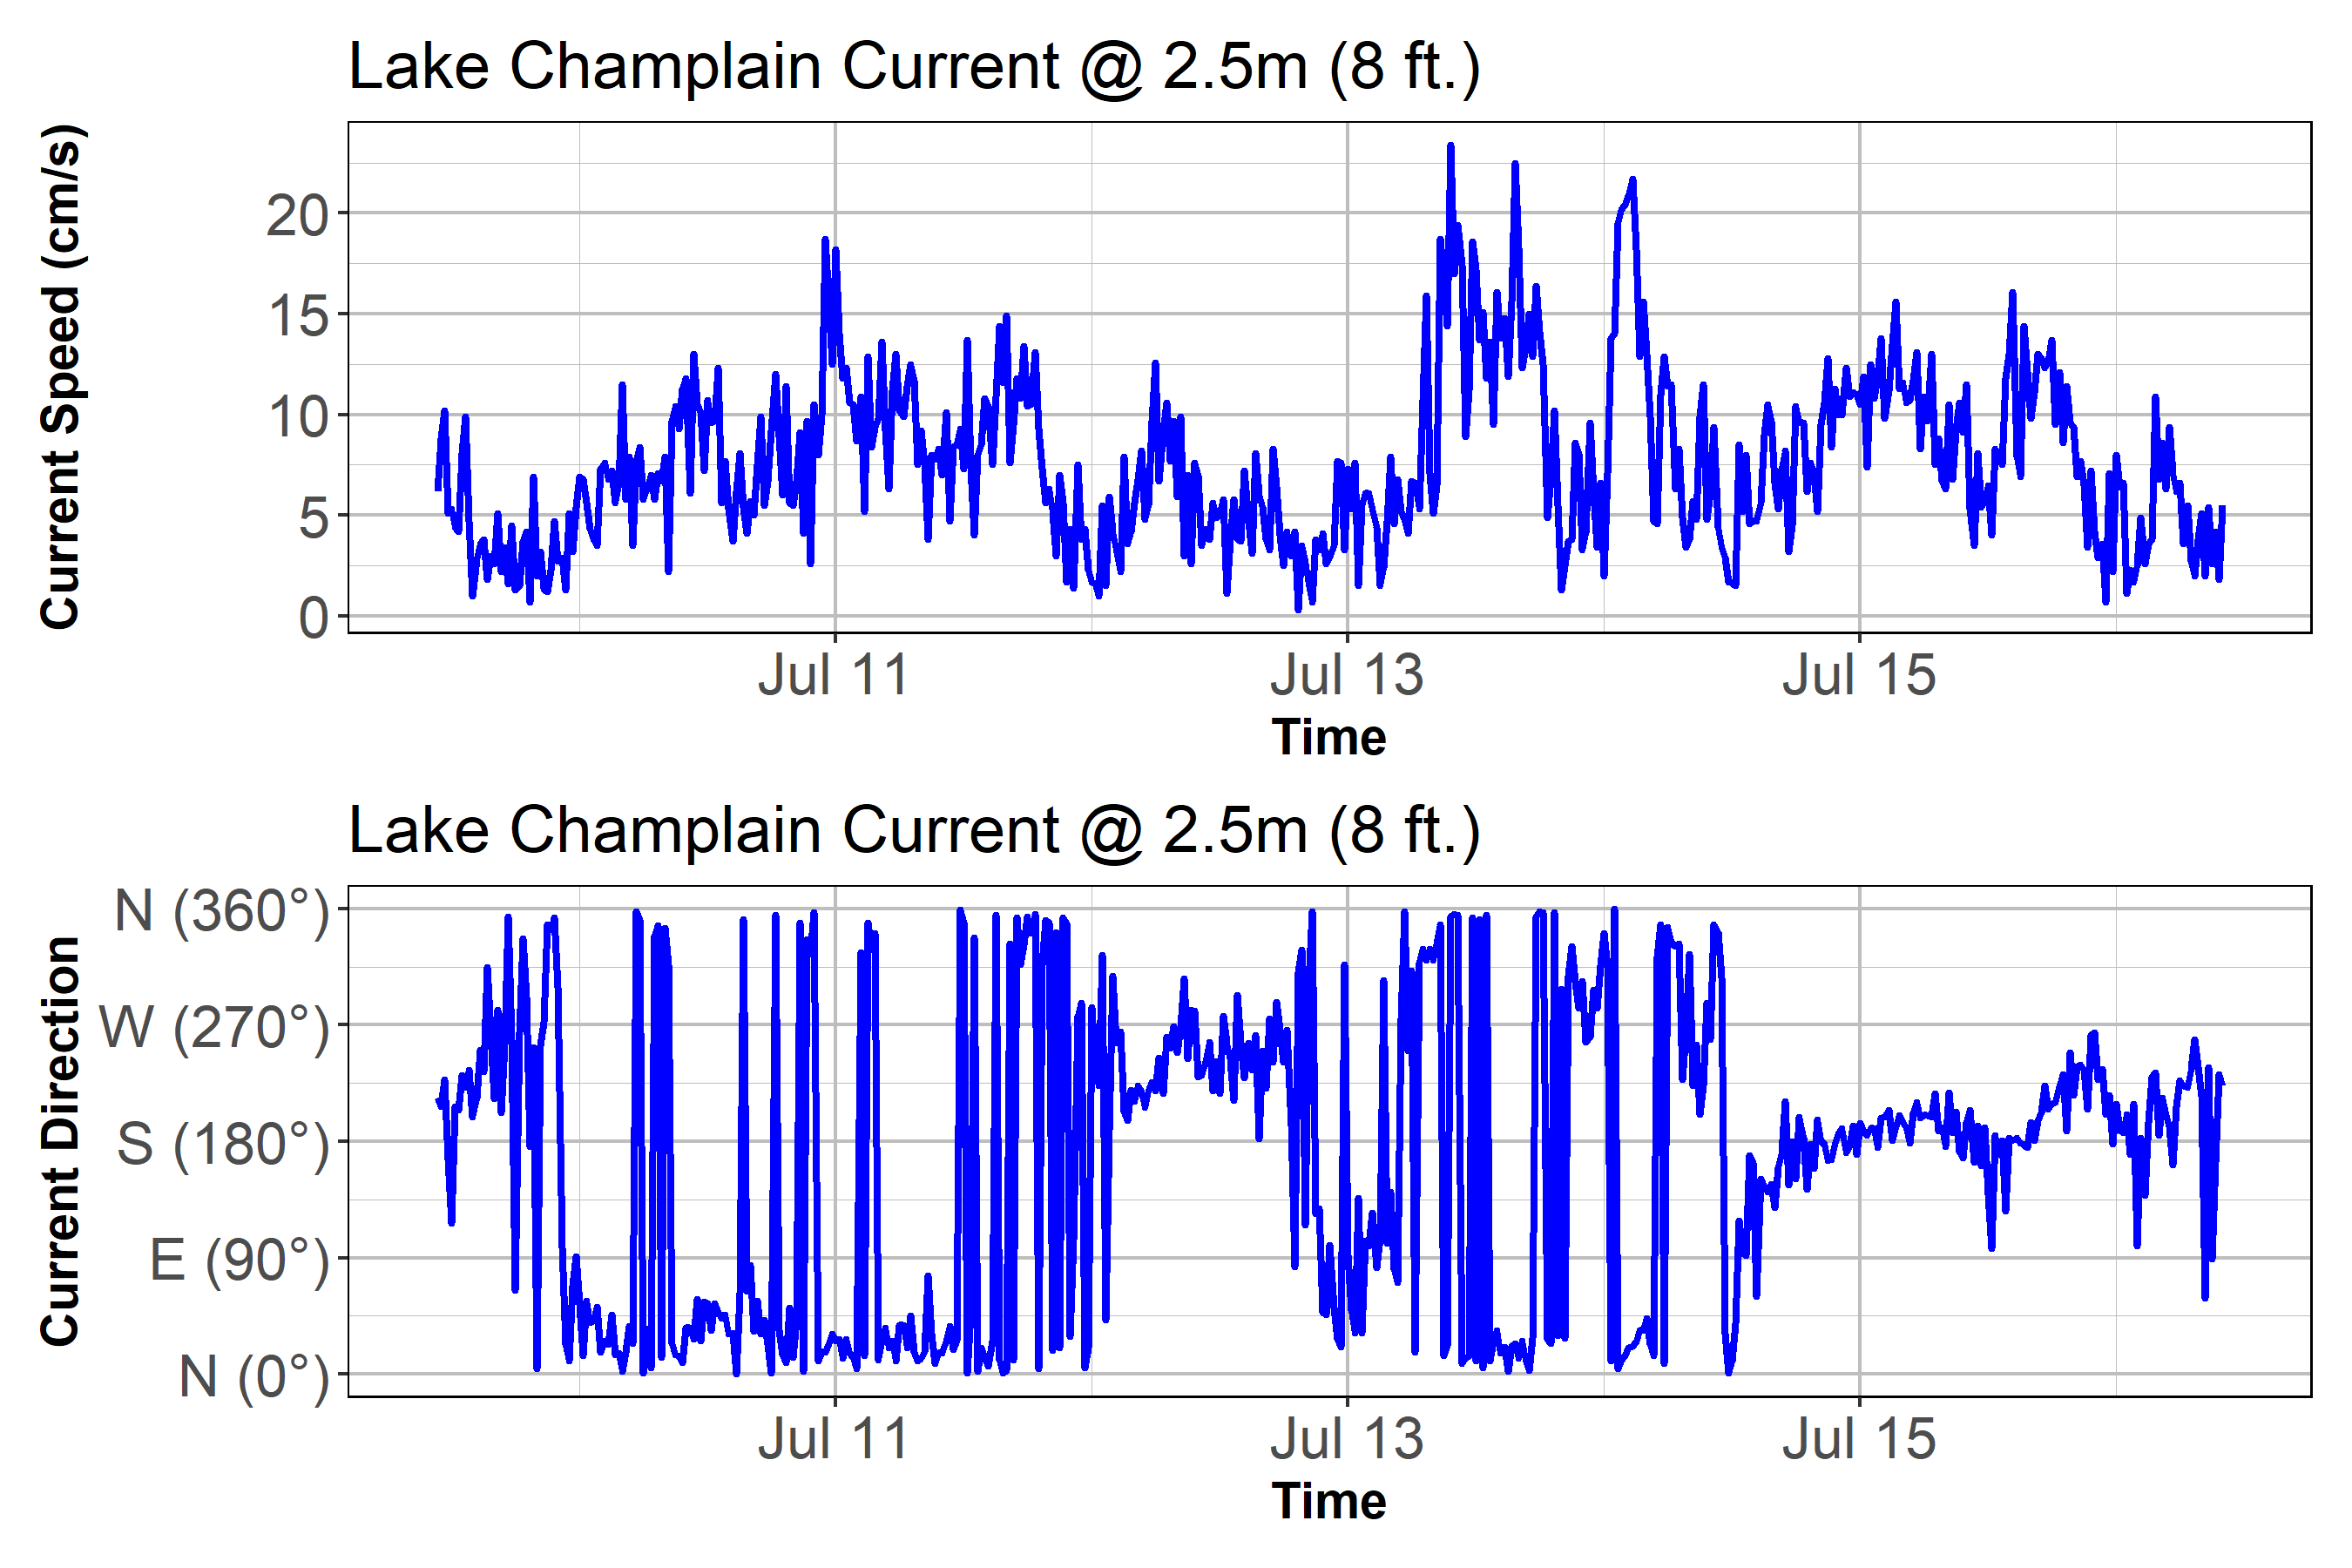 Lake Champlain Current @ 2.5m (8 ft.)
Current Speed (cm/s)
20
15
10
5
0
Jul 11 Jul 13 Jul 15
Time
Lake Champlain Current @ 2.5m (8 ft.)
Current Direction
N (360°)
W (270°)
S (180°)
E (90°)
N (0°)
Jul 11 Jul 13 Jul 15
Time